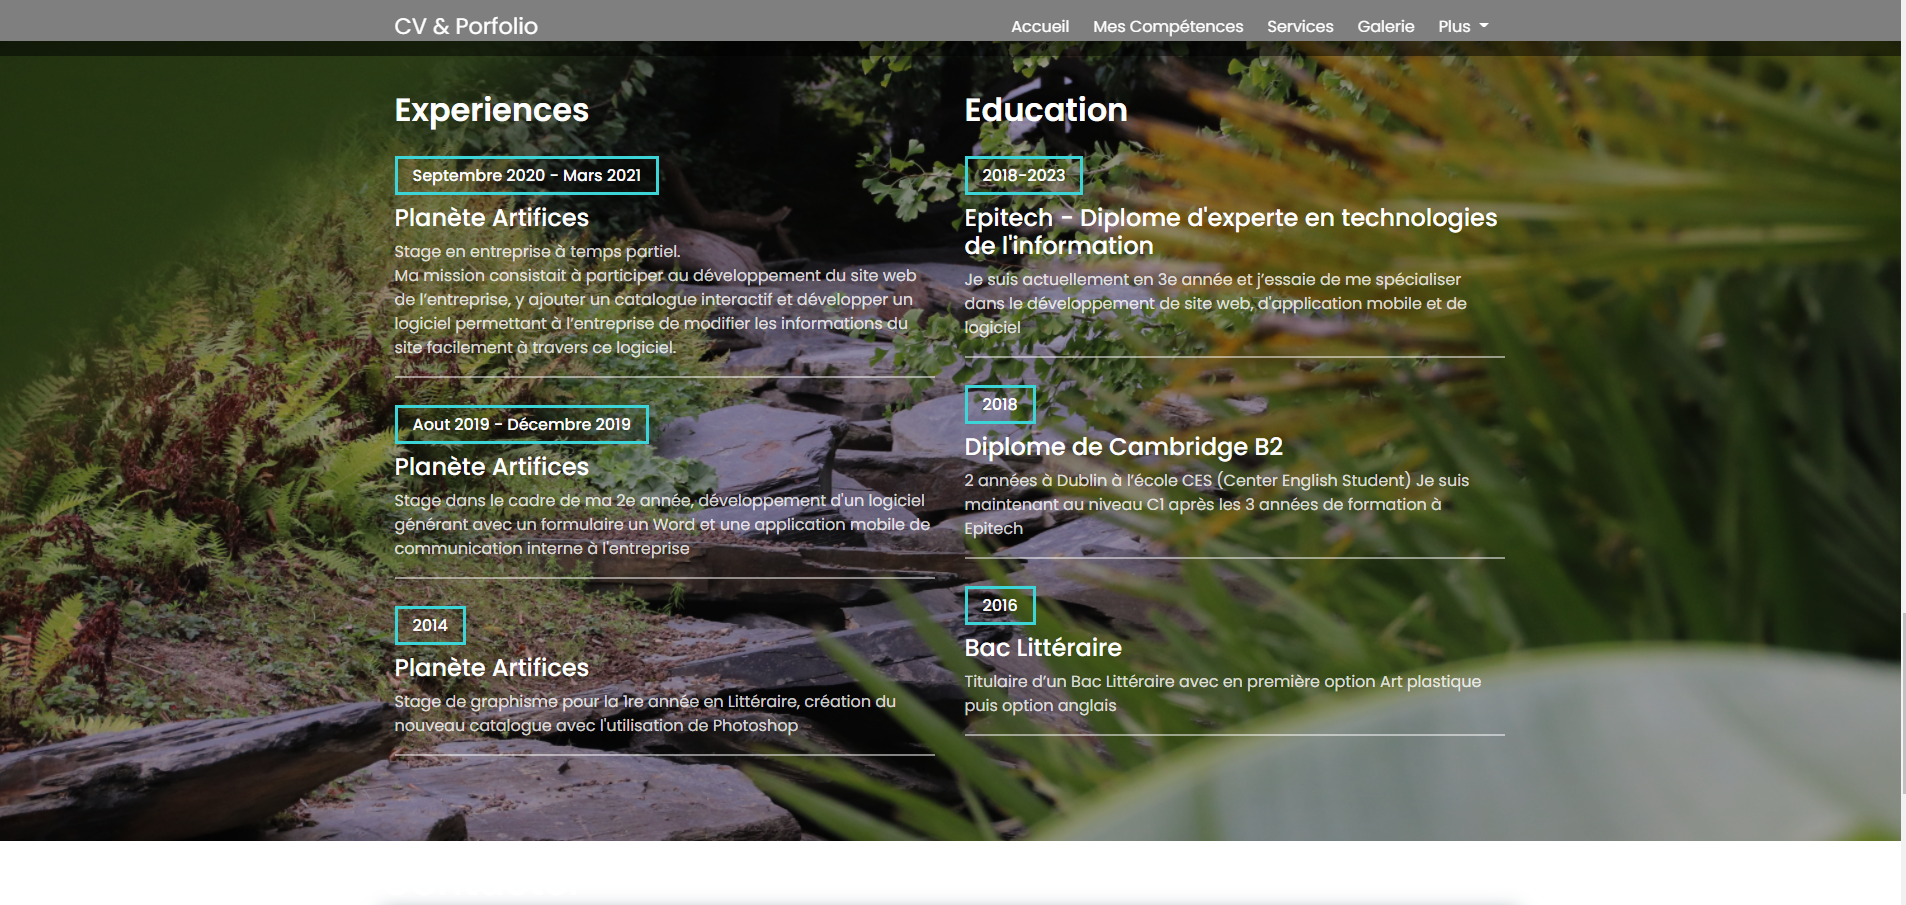 CV & Porfolio
Accueil Mes Compétences Services Galerie Plus
Experiences
Septembre 2020 - Mars 2021
Planète Artifices
Stage en entreprise à temps partiel.
Ma mission consistait à participer au développement du site web
de l’entreprise, y ajouter un catalogue interactif et développer un
logiciel permettant à l’entreprise de modifier les informations du
site facilement à travers ce logiciel.
Aout 2019 - Décembre 2019
Planète Artifices
Stage dans le cadre de ma 2e année, développement d'un logiciel
générant avec un formulaire un Word et une application mobile de
communication interne à l'entreprise
2014
Planète Artifices
Stage de graphisme pour la 1re année en Littéraire, création du
nouveau catalogue avec l'utilisation de Photoshop
Education
2018-2023
Epitech - Diplome d'experte en technologies
de l'information
Je suis actuellement en 3e année et j’essaie de me spécialiser
dans le développement de site web, d'application mobile et de
logiciel
2018
Diplome de Cambridge B2
2 années à Dublin à l’école CES (Center English Student) Je suis
maintenant au niveau C1 après les 3 années de formation à
Epitech
2016
Bac Littéraire
Titulaire d’un Bac Littéraire avec en première option Art plastique
puis option anglais